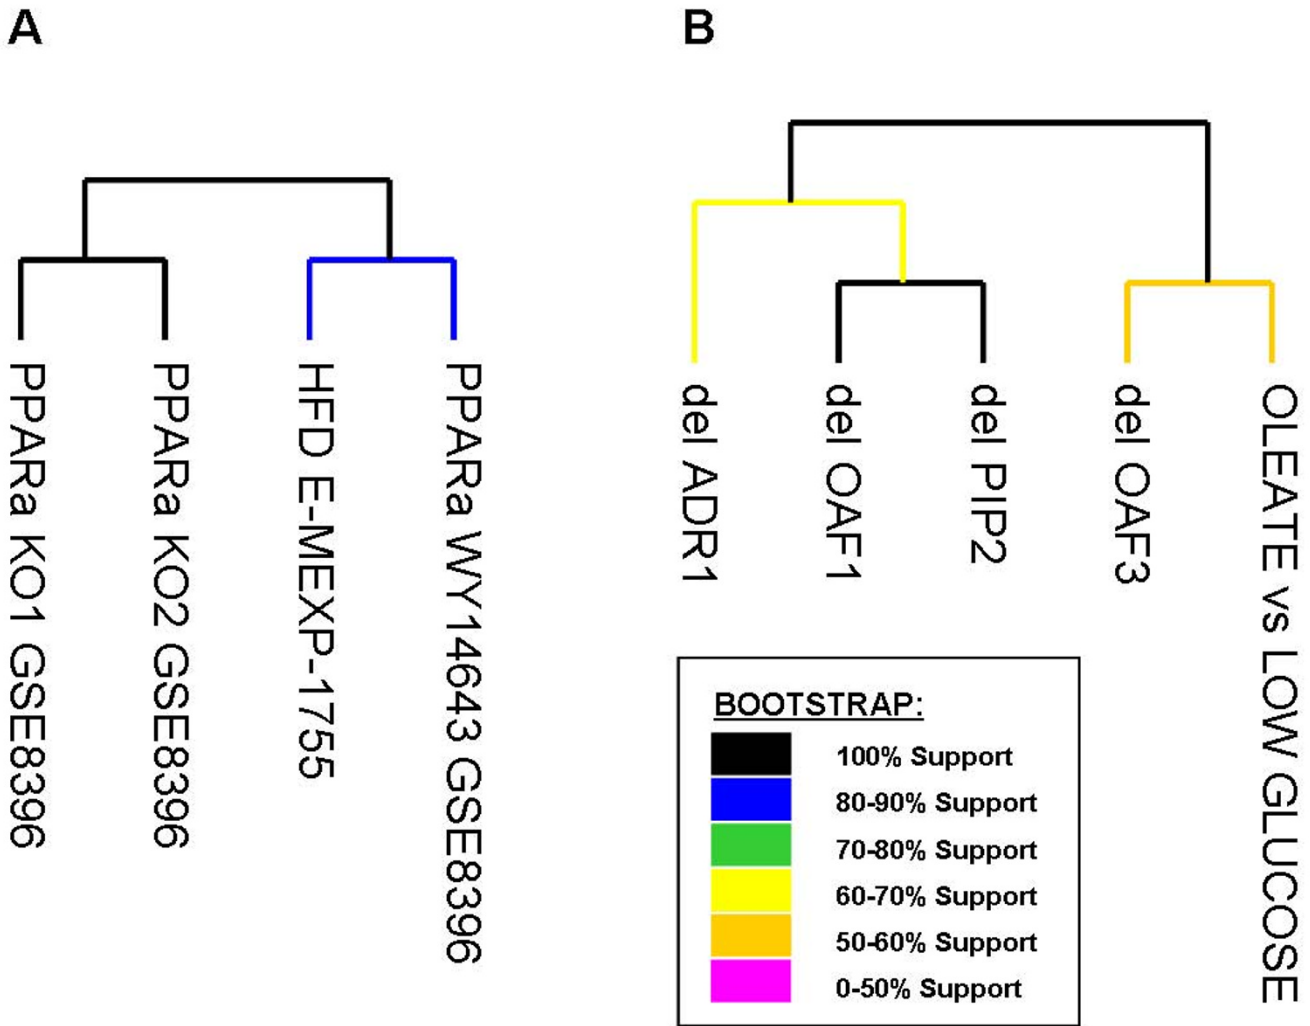 A
B
PPARa KO1 GSE8396
PPARa KO2 GSE8396
HFD E-MEXP-1755
PPARa WY14643 GSE8396
del ADR1
del OAF1
del PIP2
del OAF3
OLEATE vs LOW GLUCOSE
BOOTSTRAP:
100% Support
80-90% Support
70-80% Support
60-70% Support
50-60% Support
0-50% Support